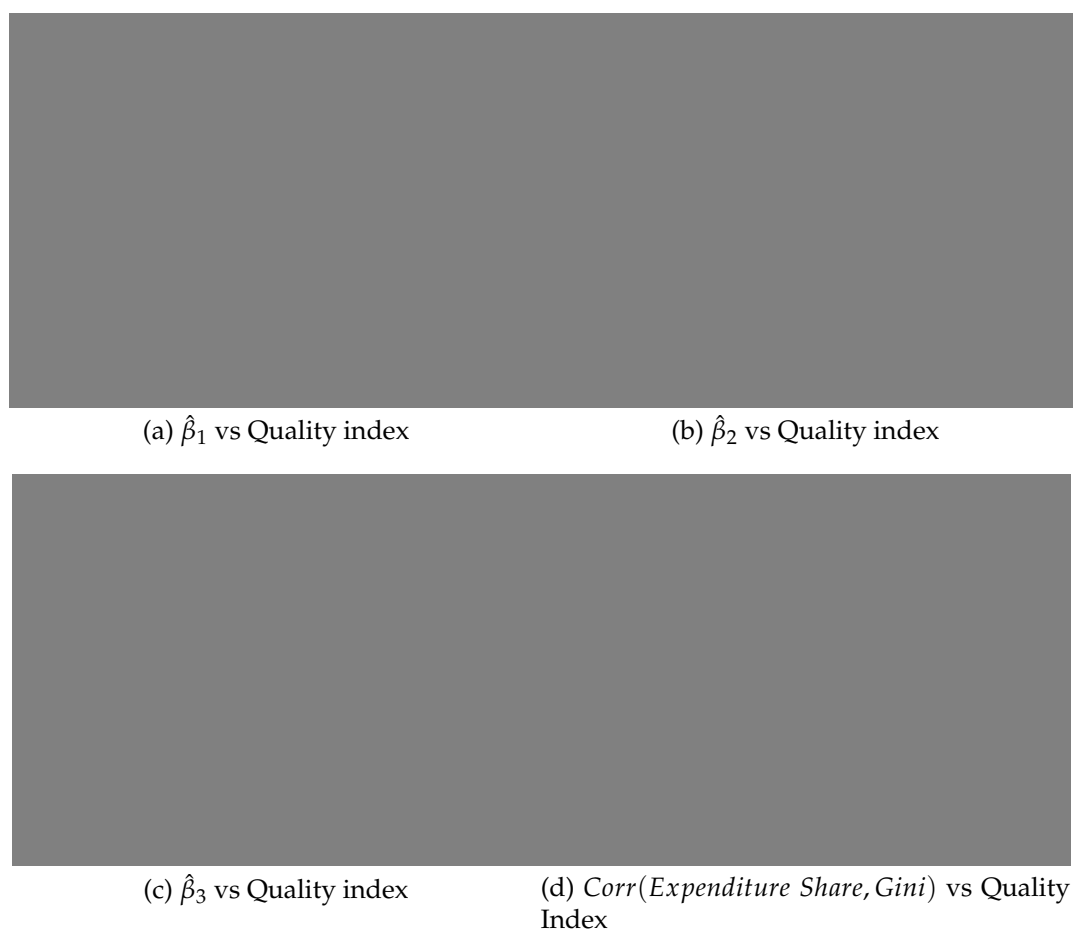 (a) β̂₁ vs Quality index
(b) β̂₂ vs Quality index
(c) β̂₃ vs Quality index
(d) Corr(Expenditure Share, Gini) vs Quality
Index